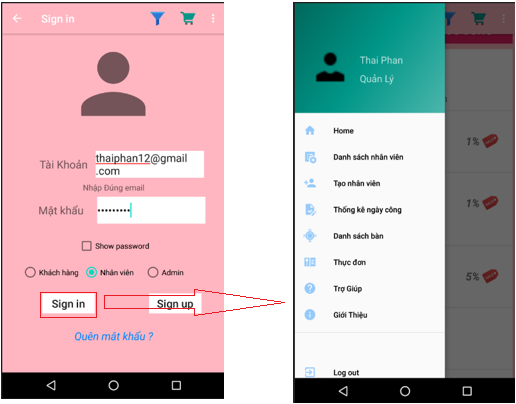 Sign in
Tài Khoản
thaiphan12@gmail
.com
Nhập Đúng email
Mật khẩu
•••••••••
Show password
Khách hàng
Nhân viên
Admin
Sign in
Sign up
Quên mât khẩu ?
Thai Phan
Quản Lý
Home
Danh sách nhân viên
Tạo nhân viên
Thống kê ngày công
Danh sách bàn
Thực đơn
Trợ Giúp
Giới Thiệu
Log out
1%
1%
5%